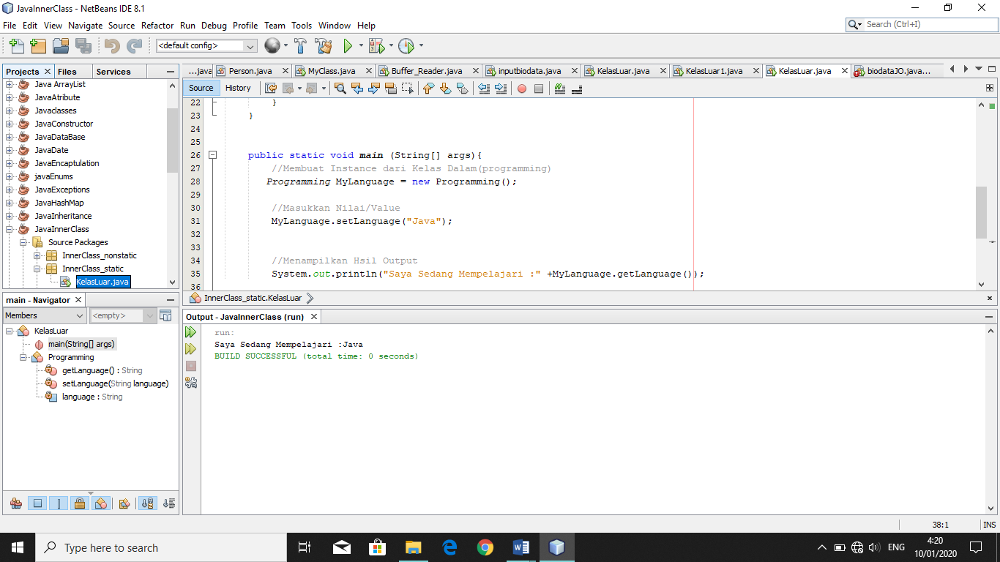 JavaInnerClass - NetBeans IDE 8.1
File Edit View Navigate Source Refactor Run Debug Profile Team Tools Window Help
Search (Ctrl+I)
<default config>
Projects Files Services
Java ArrayList
JavaAtribute
Javaclasses
JavaConstructor
JavaDataBase
JavaDate
JavaEncaptulation
javaEnums
JavaExceptions
JavaHashMap
JavaInheritance
JavaInnerClass
Source Packages
InnerClass_nonstatic
InnerClass_static
KelasLuar.java
main - Navigator
Members <empty>
KelasLuar
main(String[] args)
Programming
getLanguage() : String
setLanguage(String language)
language : String
...java Person.java MyClass.java Buffer_Reader.java inputbiodata.java KelasLuar.java KelasLuar1.java KelasLuar.java biodataJO.java...
Source History
22 }
23 }
24
25
26 public static void main (String[] args){
27 //Membuat Instance dari Kelas Dalam(programming)
28 Programming MyLanguage = new Programming();
29
30 //Masukkan Nilai/Value
31 MyLanguage.setLanguage("Java");
32
33
34 //Menampilkan Hsil Output
35 System.out.println("Saya Sedang Mempelajari :" +MyLanguage.getLanguage());
36
InnerClass_static.KelasLuar
Output - JavaInnerClass (run)
run:
Saya Sedang Mempelajari :Java
BUILD SUCCESSFUL (total time: 0 seconds)
38:1 INS
Type here to search
ENG
4:20
10/01/2020